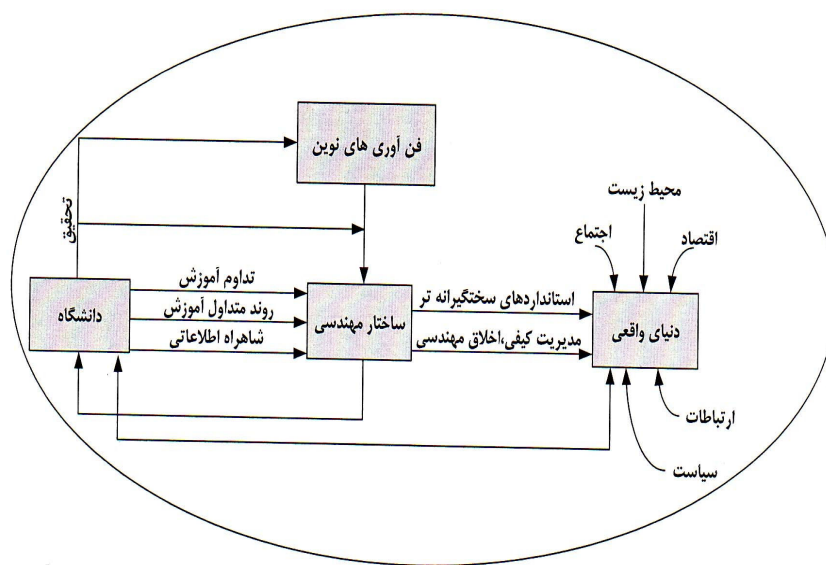 فن آوری های نوین
محیط زیست
اجتماع
اقتصاد
تحقیق
تداوم آموزش
استانداردهای سختگیرانه تر
دانشگاه
روند متداول آموزش
ساختار مهندسی
دنیای واقعی
شاهراه اطلاعاتی
مدیریت کیفی،اخلاق مهندسی
ارتباطات
سیاست